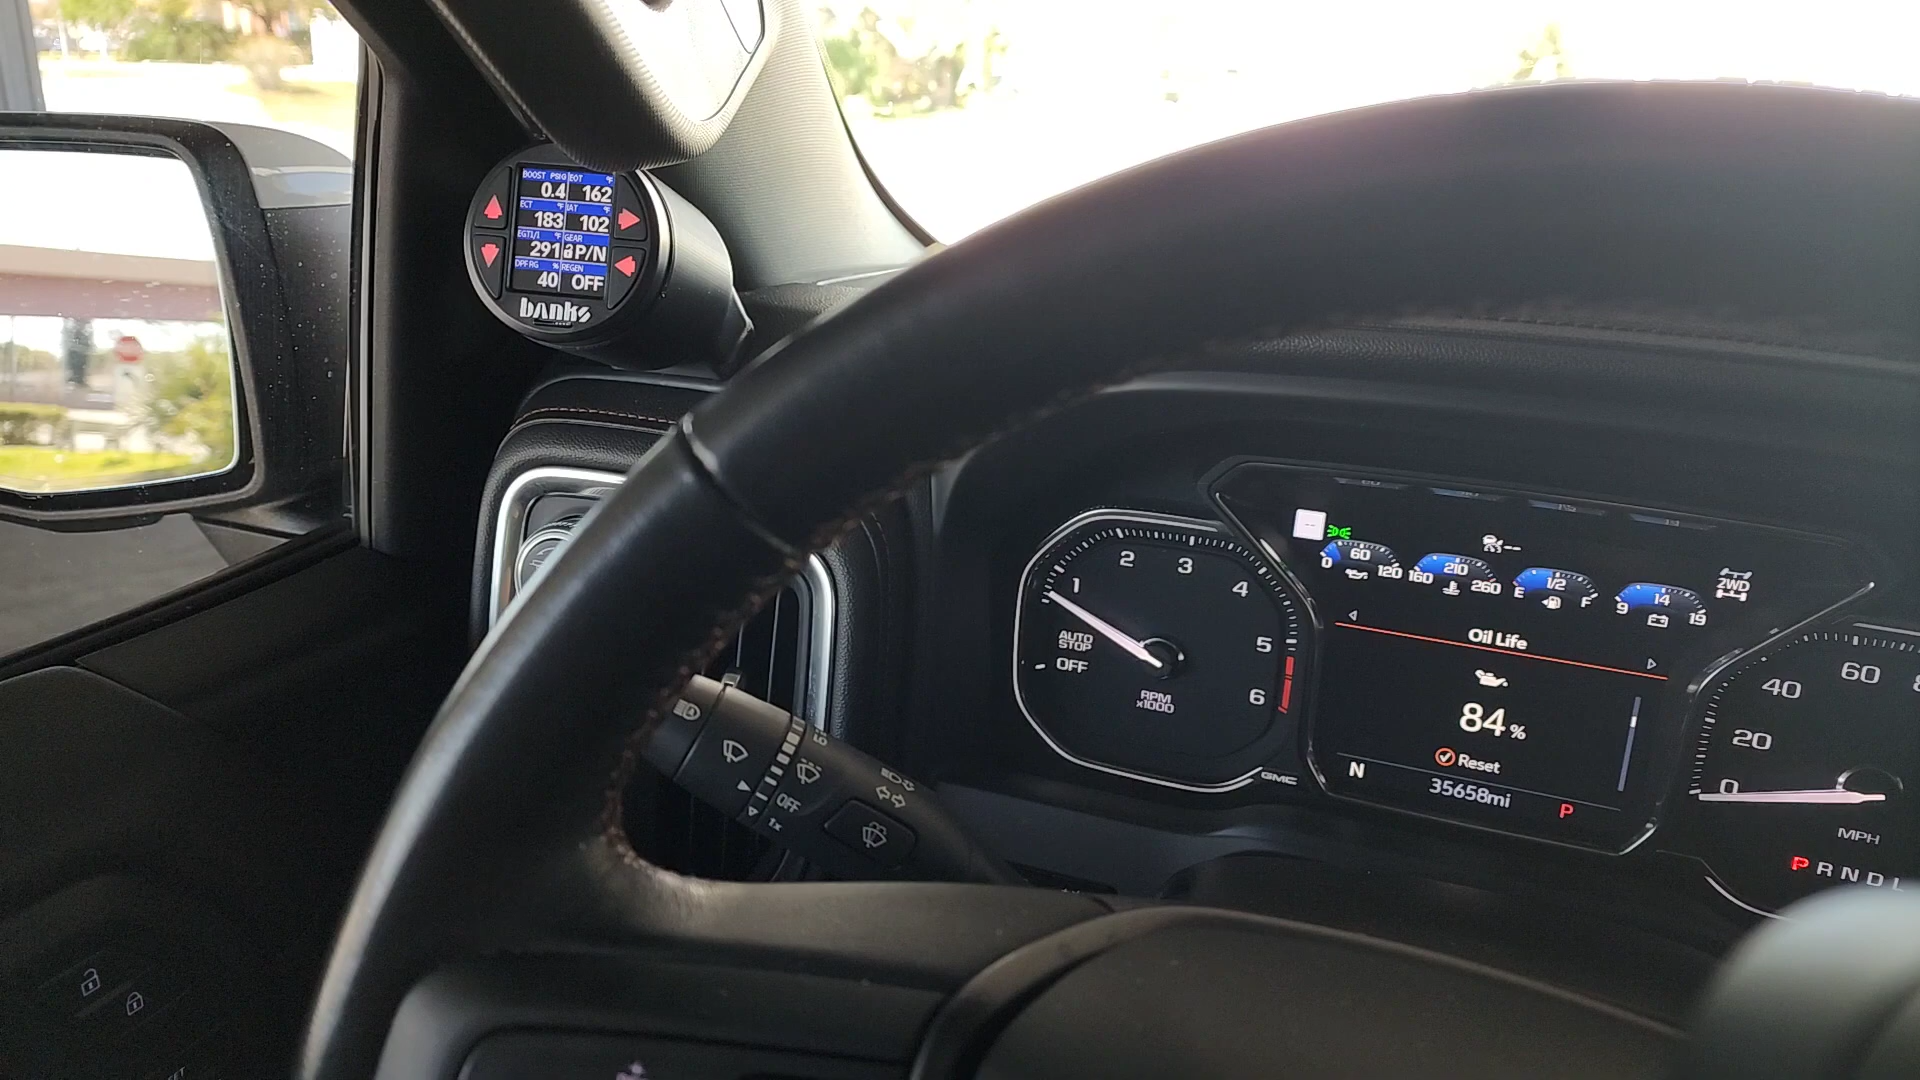 BOOST PSIG EOT °F
0.4 162
ECT °F IAT °F
183 102
EGT1/1 °F GEAR
291 P/N
DPF RG % REGEN
40 OFF
banks
1 2 3 4 5 6
AUTO
STOP
OFF
RPM
x1000
GMC
--
0 60 120
160 210 260
E 1/2 F
9 14 19
2WD
Oil Life
84%
Reset
N
35658mi
P
0 20 40 60
MPH
P R N D L
OFF
1x